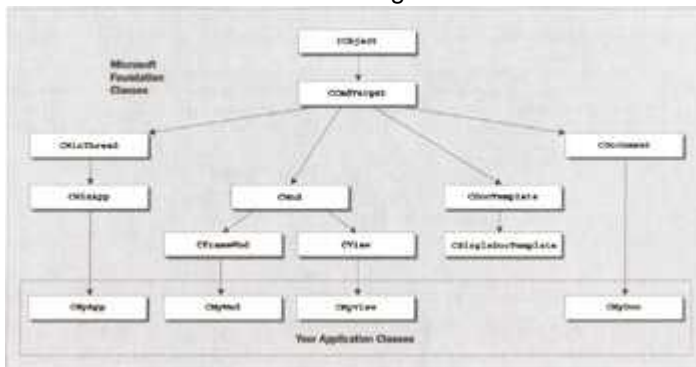 Microsoft
Foundation
Classes
CObject
CCmdTarget
CWinThread
CDocument
CWinApp
CWnd
CDocTemplate
CFrameWnd
CView
CSingleDocTemplate
CMyApp
CMyWnd
CMyView
CMyDoc
Your Application Classes